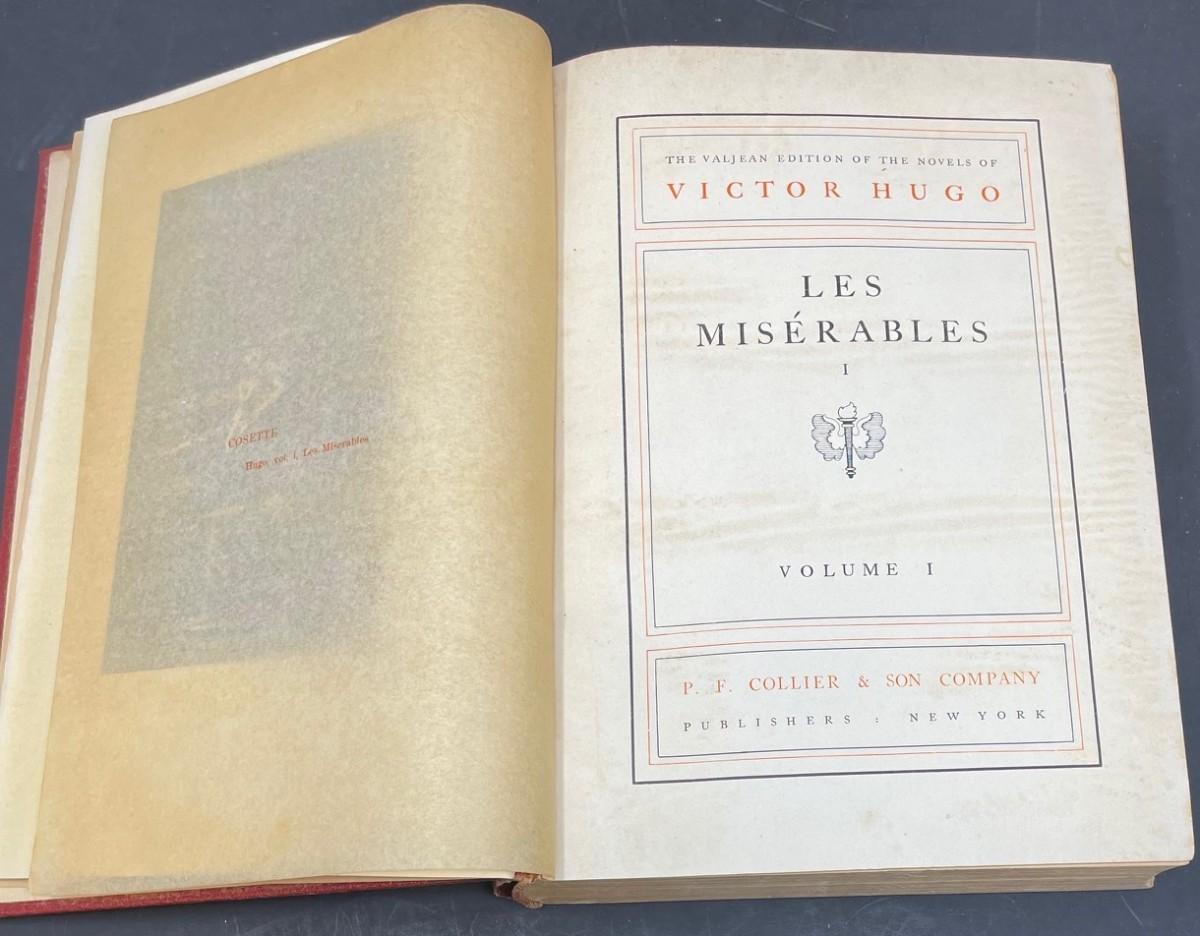 COSETTE
Hugo, vol. I, Les Miserables
THE VALJEAN EDITION OF THE NOVELS OF
VICTOR HUGO
LES
MISÉRABLES
I
VOLUME I
P. F. COLLIER & SON COMPANY
PUBLISHERS : NEW YORK